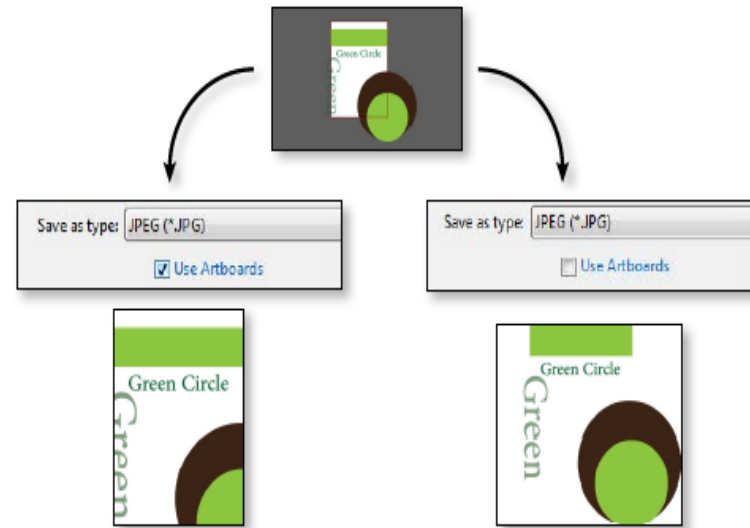 Green Circle
Green
Save as type: JPEG (*.JPG)
Use Artboards
Save as type: JPEG (*.JPG)
Use Artboards
Green Circle
Green
Green Circle
Green